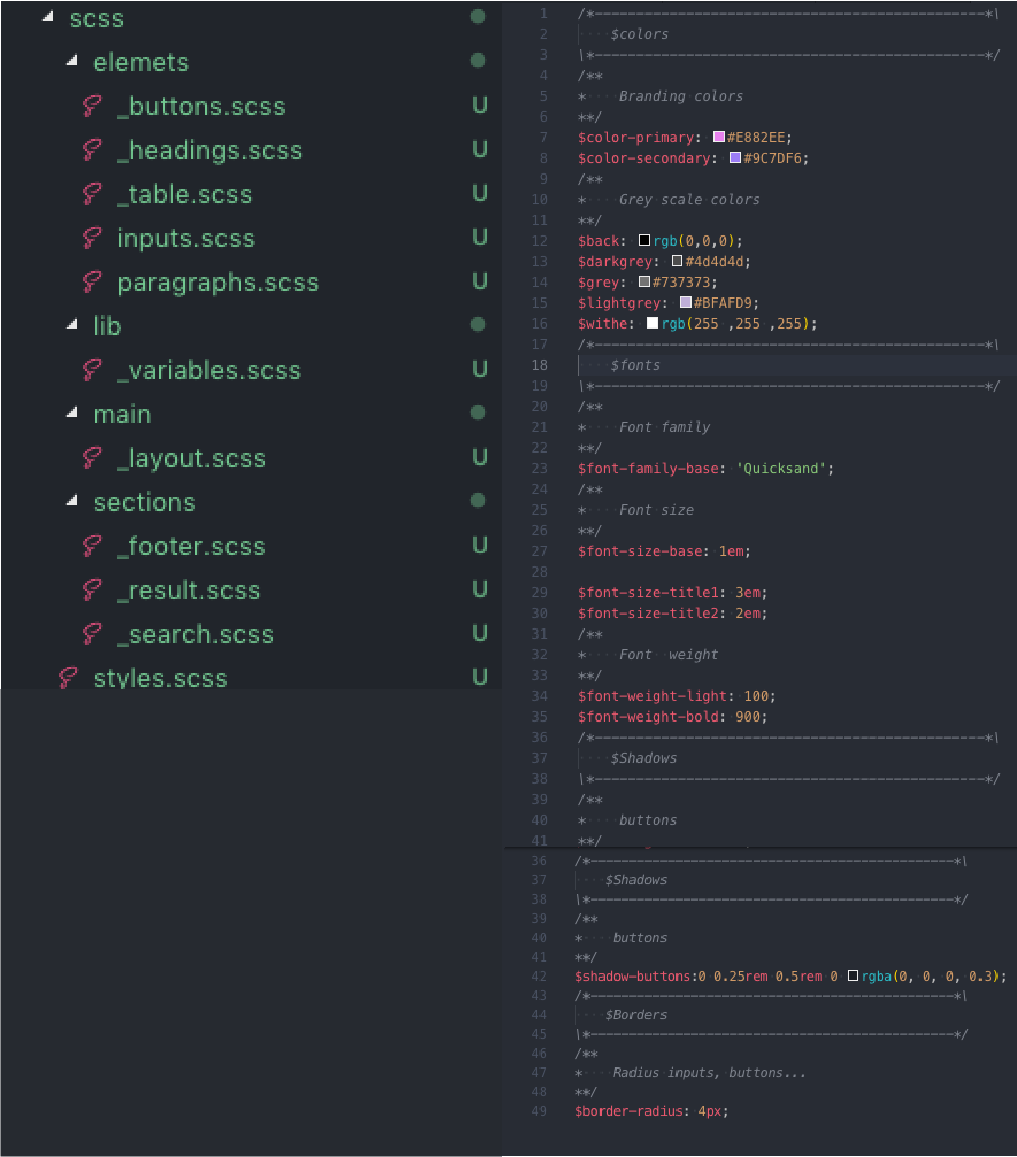 scss
elemets
_buttons.scss U
_headings.scss U
_table.scss U
inputs.scss U
paragraphs.scss U
lib
_variables.scss U
main
_layout.scss U
sections
_footer.scss U
_result.scss U
_search.scss U
styles.scss U
1 /*================================================*\
2 $colors
3 \*================================================*/
4 /**
5 * Branding colors
6 **/
7 $color-primary: #E882EE;
8 $color-secondary: #9C7DF6;
9 /**
10 * Grey scale colors
11 **/
12 $back: rgb(0,0,0);
13 $darkgrey: #4d4d4d;
14 $grey: #737373;
15 $lightgrey: #BFAFD9;
16 $withe: rgb(255 ,255 ,255);
17 /*================================================*\
18 $fonts
19 \*================================================*/
20 /**
21 * Font family
22 **/
23 $font-family-base: 'Quicksand';
24 /**
25 * Font size
26 **/
27 $font-size-base: 1em;
28
29 $font-size-title1: 3em;
30 $font-size-title2: 2em;
31 /**
32 * Font  weight
33 **/
34 $font-weight-light: 100;
35 $font-weight-bold: 900;
36 /*================================================*\
37 $Shadows
38 \*================================================*/
39 /**
40 * buttons
41 **/
36 /*================================================*\
37 $Shadows
38 \*================================================*/
39 /**
40 * buttons
41 **/
42 $shadow-buttons:0 0.25rem 0.5rem 0 rgba(0, 0, 0, 0.3);
43 /*================================================*\
44 $Borders
45 \*================================================*/
46 /**
47 * Radius inputs, buttons...
48 **/
49 $border-radius: 4px;